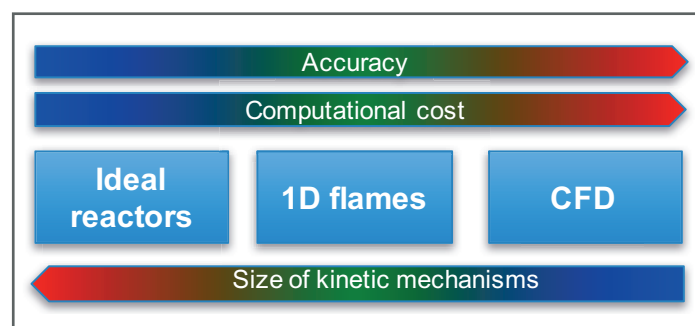 Accuracy
Computational cost
Ideal
reactors
1D flames
CFD
Size of kinetic mechanisms